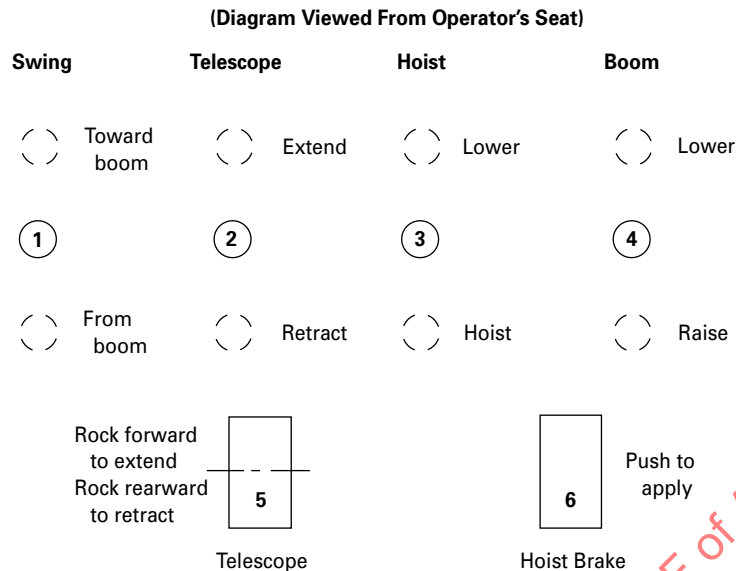 (Diagram Viewed From Operator's Seat)
Swing Telescope Hoist Boom
Toward
boom
Extend
Lower
Lower
1 2 3 4
From
boom
Retract
Hoist
Raise
Rock forward
to extend
Rock rearward
to retract
5
Telescope
6
Push to
apply
Hoist Brake